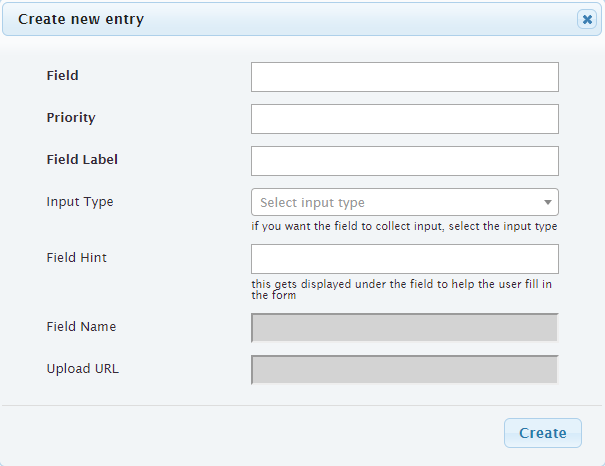 Create new entry
Field
Priority
Field Label
Input Type
Select input type
if you want the field to collect input, select the input type
Field Hint
this gets displayed under the field to help the user fill in
the form
Field Name
Upload URL
Create